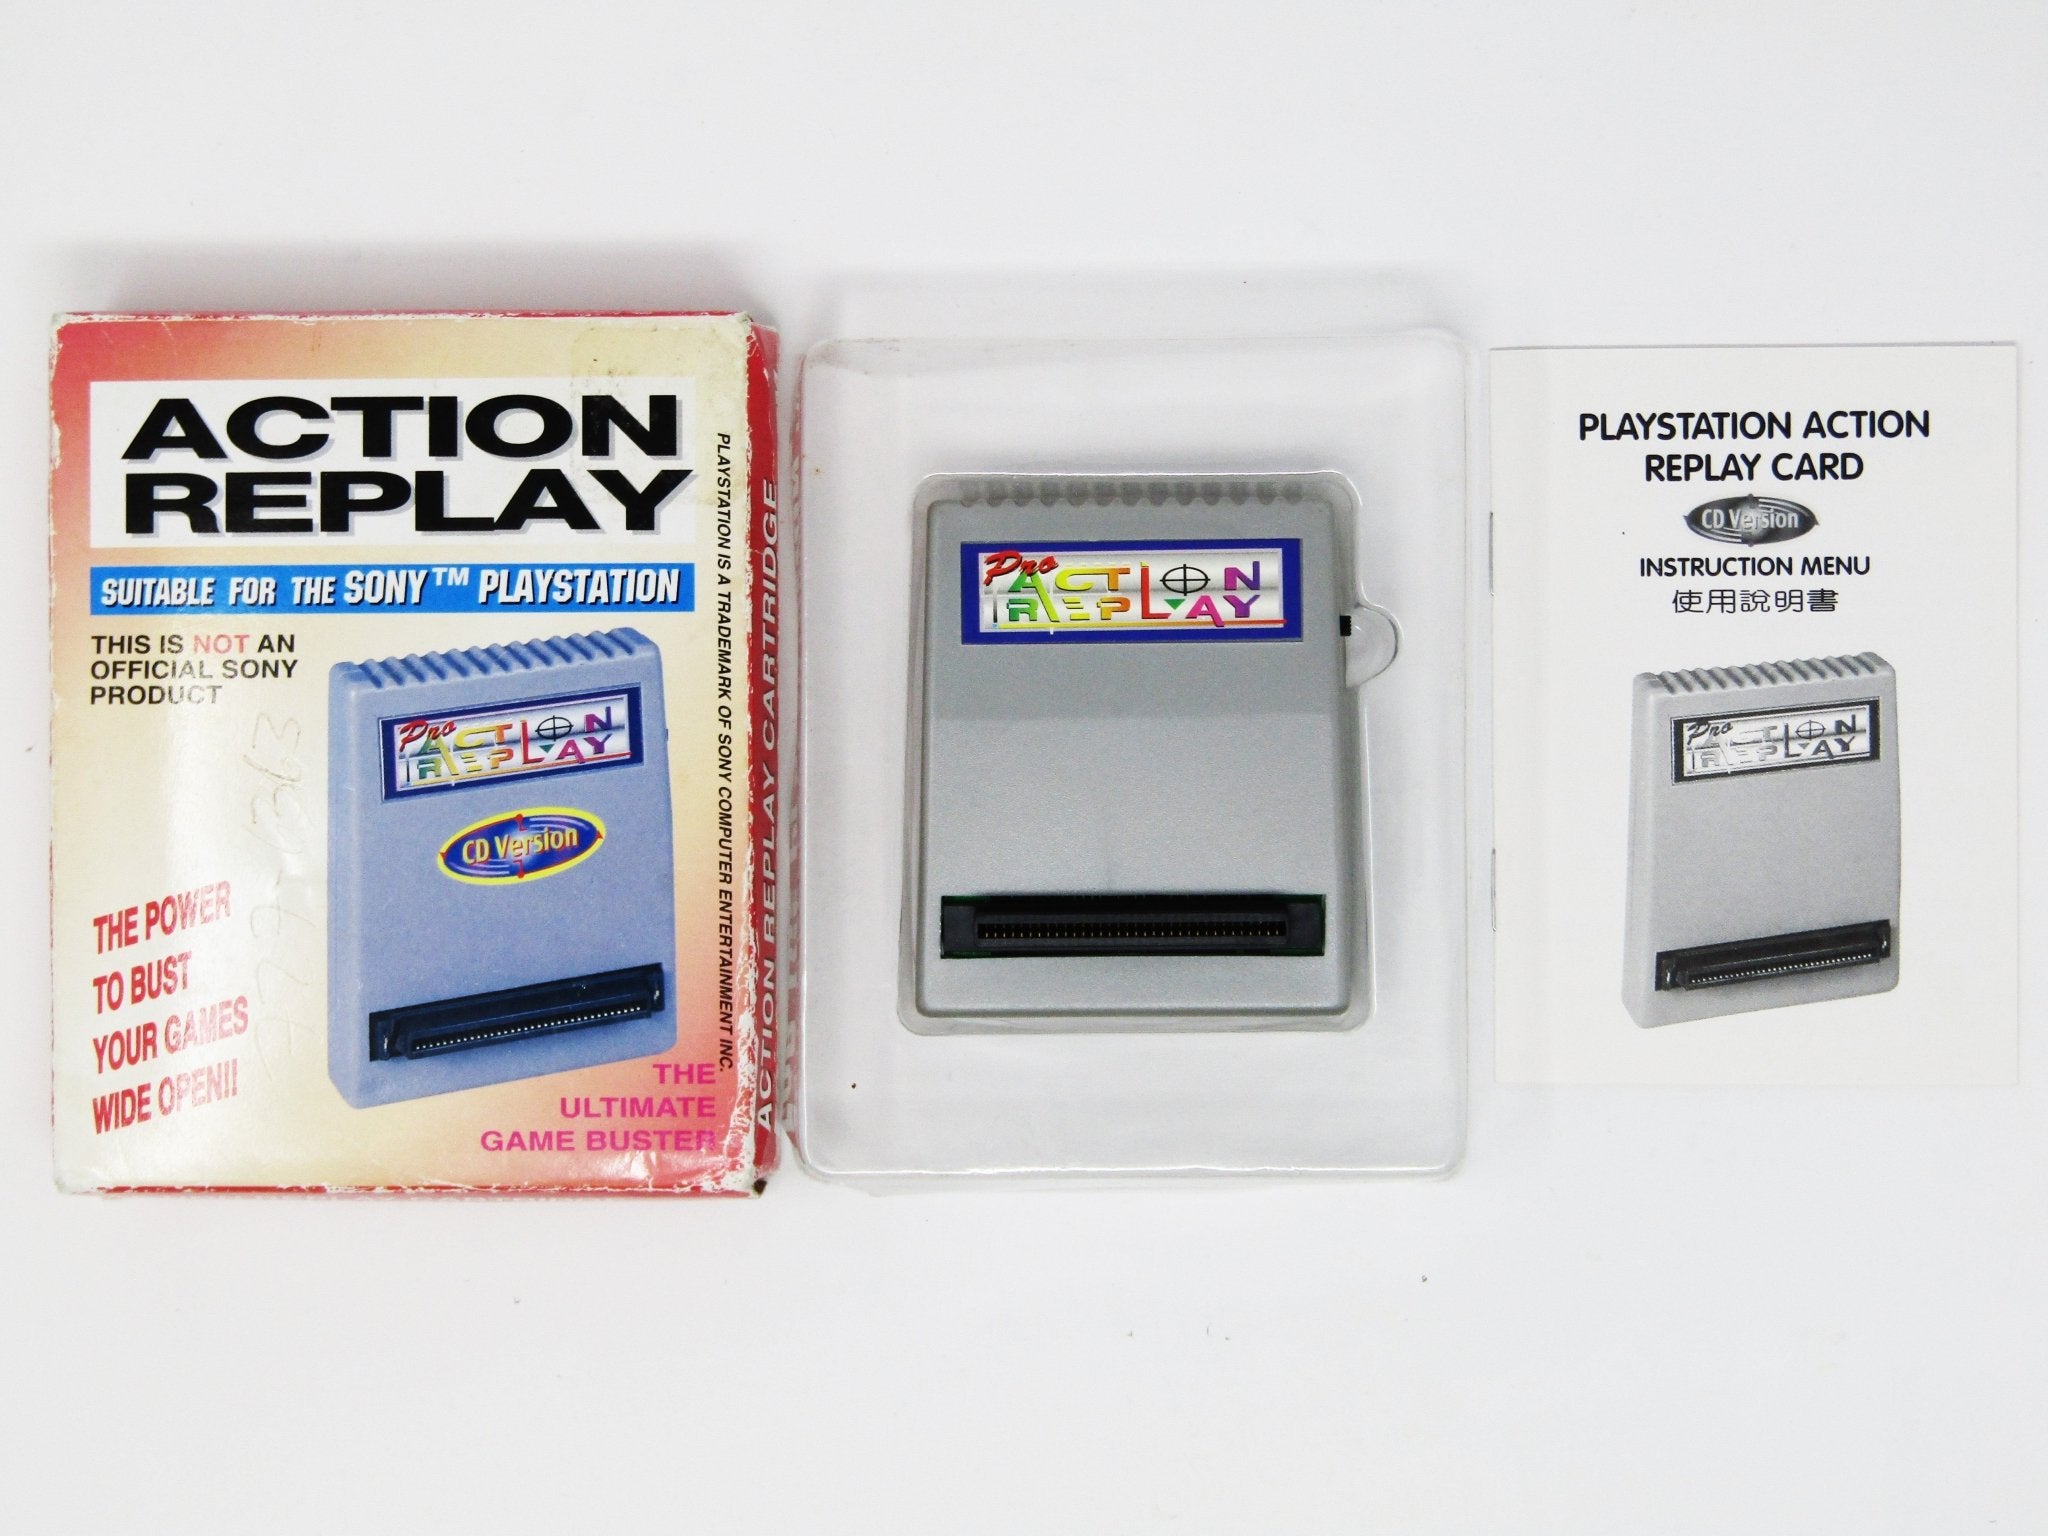 ACTION
REPLAY
SUITABLE FOR THE SONY™ PLAYSTATION
THIS IS NOT AN
OFFICIAL SONY
PRODUCT
Pro
ACTION
REPLAY
CD Version
THE POWER
TO BUST
YOUR GAMES
WIDE OPEN!!
THE
ULTIMATE
GAME BUSTER
PLAYSTATION IS A TRADEMARK OF SONY COMPUTER ENTERTAINMENT INC.
ACTION REPLAY CARTRIDGE
Pro
ACTION
REPLAY
PLAYSTATION ACTION
REPLAY CARD
CD Version
INSTRUCTION MENU
使用說明書
Pro
ACTION
REPLAY